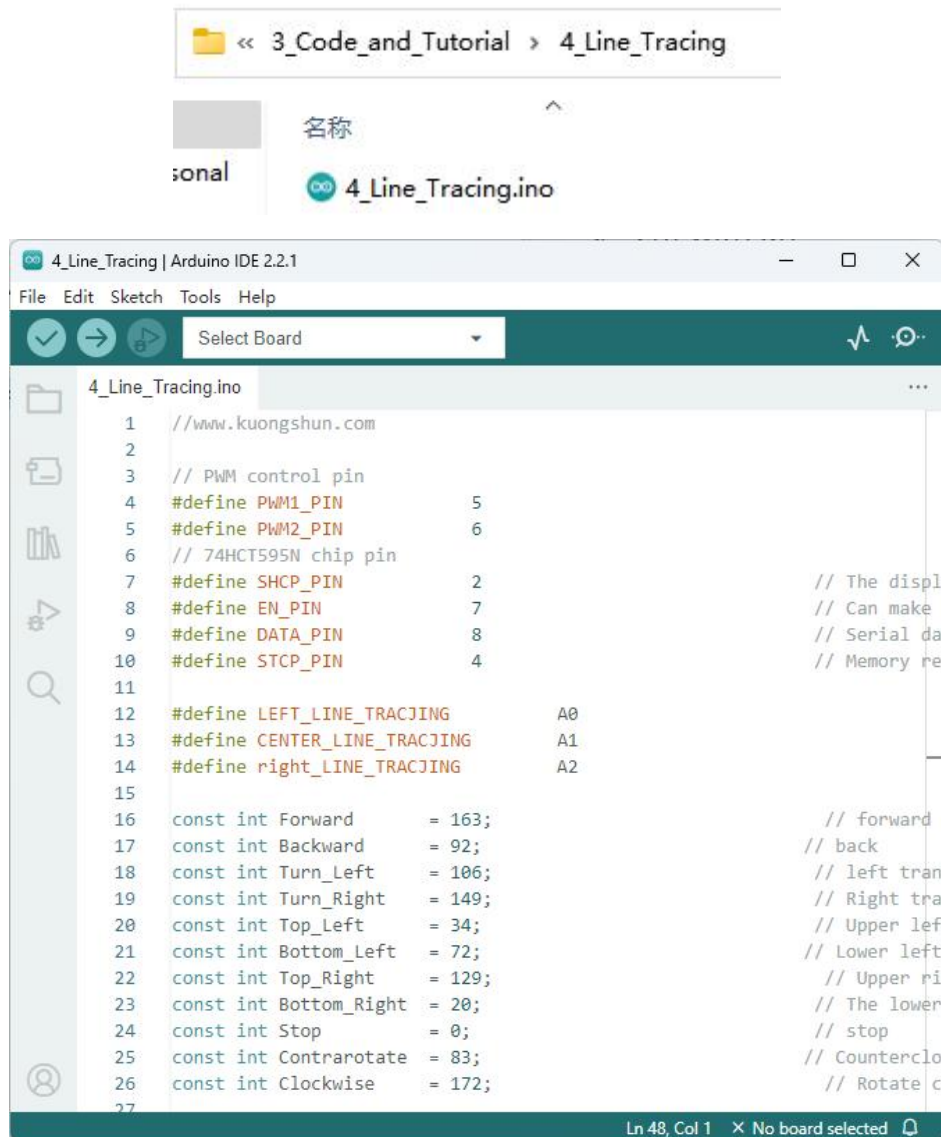 « 3_Code_and_Tutorial › 4_Line_Tracing
名称
sonal
4_Line_Tracing.ino
4_Line_Tracing | Arduino IDE 2.2.1
File Edit Sketch Tools Help
Select Board
4_Line_Tracing.ino
1 //www.kuongshun.com
2
3 // PWM control pin
4 #define PWM1_PIN 5
5 #define PWM2_PIN 6
6 // 74HCT595N chip pin
7 #define SHCP_PIN 2 // The displ
8 #define EN_PIN 7 // Can make
9 #define DATA_PIN 8 // Serial da
10 #define STCP_PIN 4 // Memory re
11
12 #define LEFT_LINE_TRACJING A0
13 #define CENTER_LINE_TRACJING A1
14 #define right_LINE_TRACJING A2
15
16 const int Forward = 163; // forward
17 const int Backward = 92; // back
18 const int Turn_Left = 106; // left tran
19 const int Turn_Right = 149; // Right tra
20 const int Top_Left = 34; // Upper lef
21 const int Bottom_Left = 72; // Lower left
22 const int Top_Right = 129; // Upper ri
23 const int Bottom_Right = 20; // The lower
24 const int Stop = 0; // stop
25 const int Contrarotate = 83; // Counterclo
26 const int Clockwise = 172; // Rotate c
27
Ln 48, Col 1 × No board selected